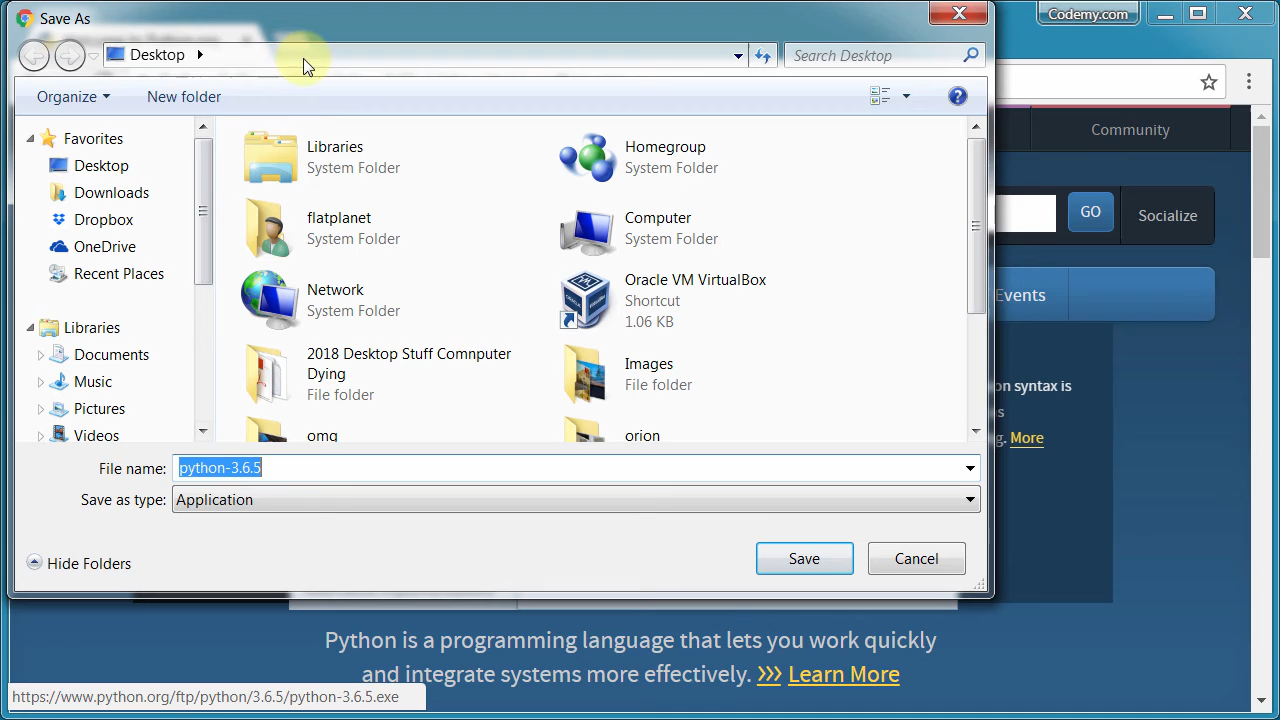 Save As
Codemy.com
Desktop
Search Desktop
Organize
New folder
Community
Favorites
Desktop
Downloads
Dropbox
OneDrive
Recent Places
Libraries
Documents
Music
Pictures
Videos
Libraries
System Folder
Homegroup
System Folder
flatplanet
System Folder
Computer
System Folder
Network
System Folder
Oracle VM VirtualBox
Shortcut
1.06 KB
2018 Desktop Stuff Comnputer
Dying
File folder
Images
File folder
omg
orion
GO
Socialize
Events
on syntax is
s
g. More
File name:
python-3.6.5
Save as type:
Application
Hide Folders
Save
Cancel
Python is a programming language that lets you work quickly
and integrate systems more effectively. >>> Learn More
https://www.python.org/ftp/python/3.6.5/python-3.6.5.exe